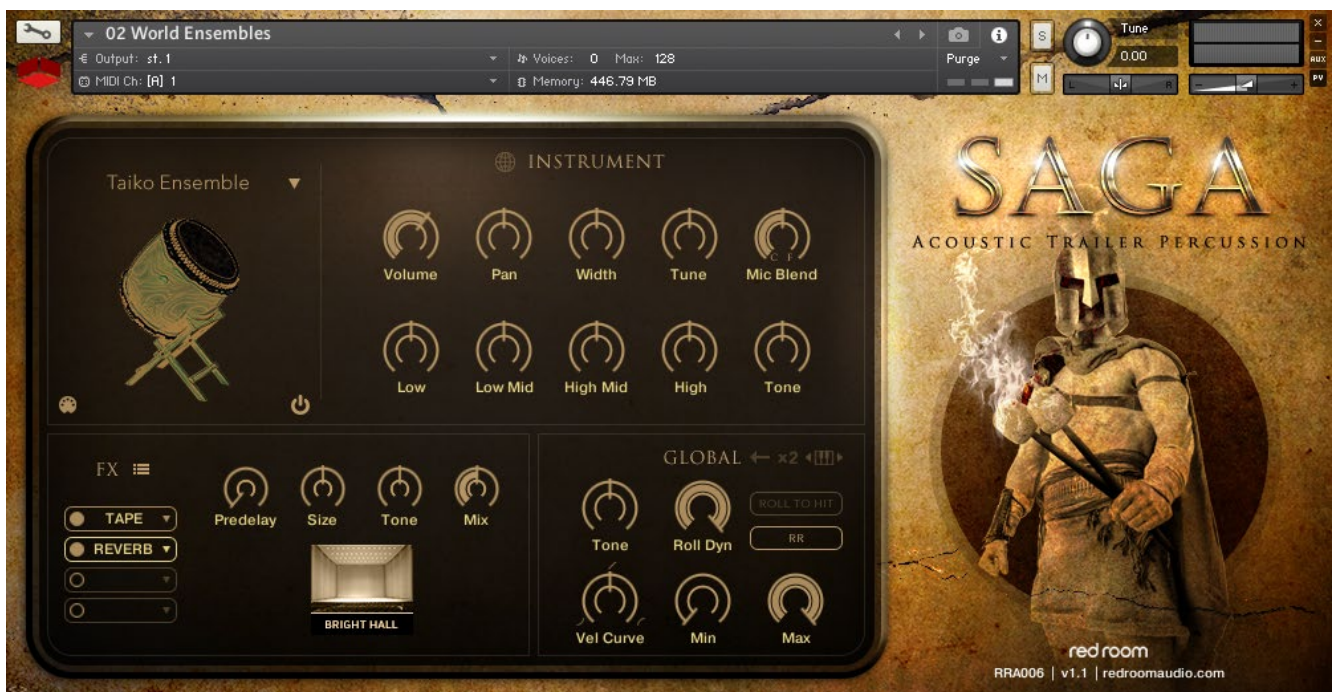 02 World Ensembles
Output: st. 1
Voices: 0 Max: 128
Purge
MIDI Ch: [A] 1
Memory: 446.79 MB
S
M
Tune
0.00
L
R
-
+
x
-
AUX
PV
Taiko Ensemble
INSTRUMENT
Volume
Pan
Width
Tune
C F
Mic Blend
Low
Low Mid
High Mid
High
Tone
FX
TAPE
REVERB
Predelay
Size
Tone
Mix
BRIGHT HALL
GLOBAL
x2
Tone
Roll Dyn
ROLL TO HIT
RR
Vel Curve
Min
Max
SAGA
ACOUSTIC TRAILER PERCUSSION
red room
RRA006 | v1.1 | redroomaudio.com